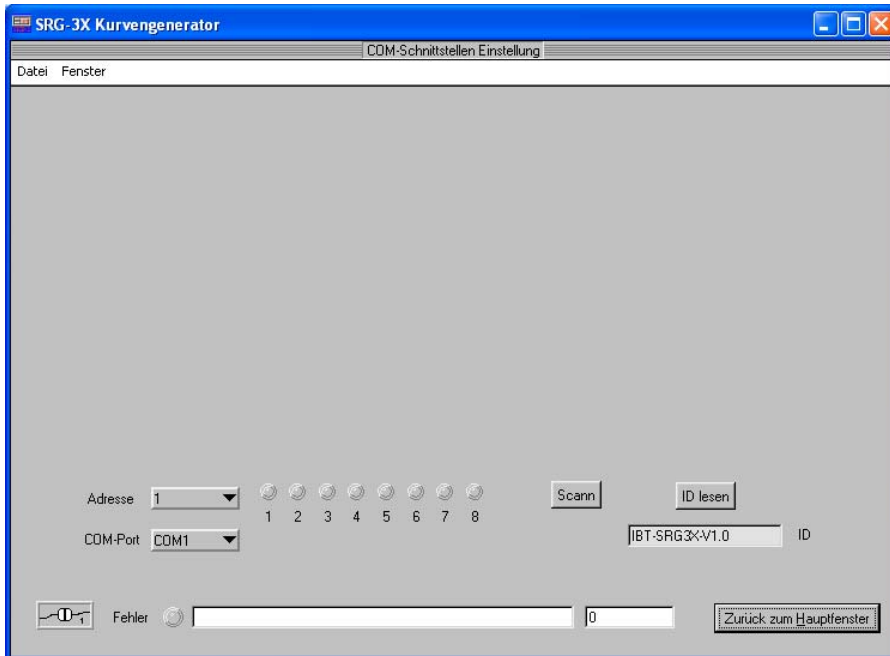 SRG-3X Kurvengenerator
COM-Schnittstellen Einstellung
Datei Fenster
Adresse 1
1 2 3 4 5 6 7 8
Scann
ID lesen
COM-Port COM1
IBT-SRG3X-V1.0 ID
1
Fehler
0
Zurück zum Hauptfenster